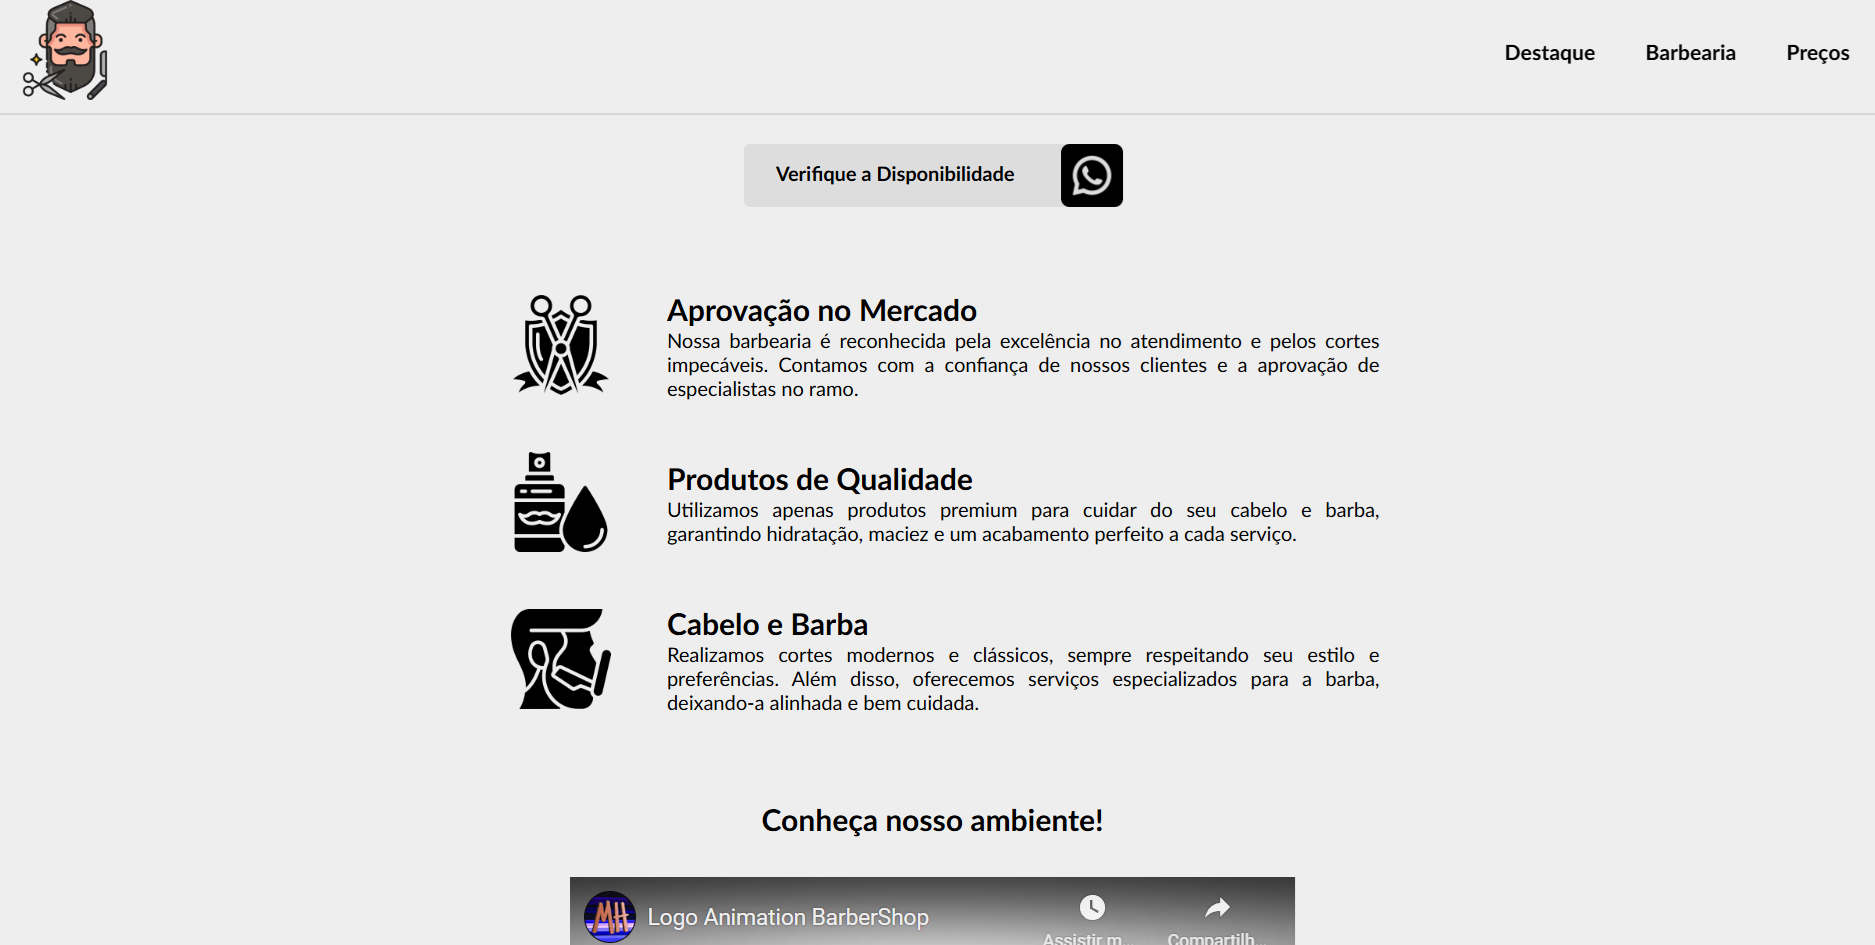 Destaque Barbearia Preços
Verifique a Disponibilidade
Aprovação no Mercado
Nossa barbearia é reconhecida pela excelência no atendimento e pelos cortes
impecáveis. Contamos com a confiança de nossos clientes e a aprovação de
especialistas no ramo.
Produtos de Qualidade
Utilizamos apenas produtos premium para cuidar do seu cabelo e barba,
garantindo hidratação, maciez e um acabamento perfeito a cada serviço.
Cabelo e Barba
Realizamos cortes modernos e clássicos, sempre respeitando seu estilo e
preferências. Além disso, oferecemos serviços especializados para a barba,
deixando-a alinhada e bem cuidada.
Conheça nosso ambiente!
MH Logo Animation BarberShop
Assistir m... Compartilh...